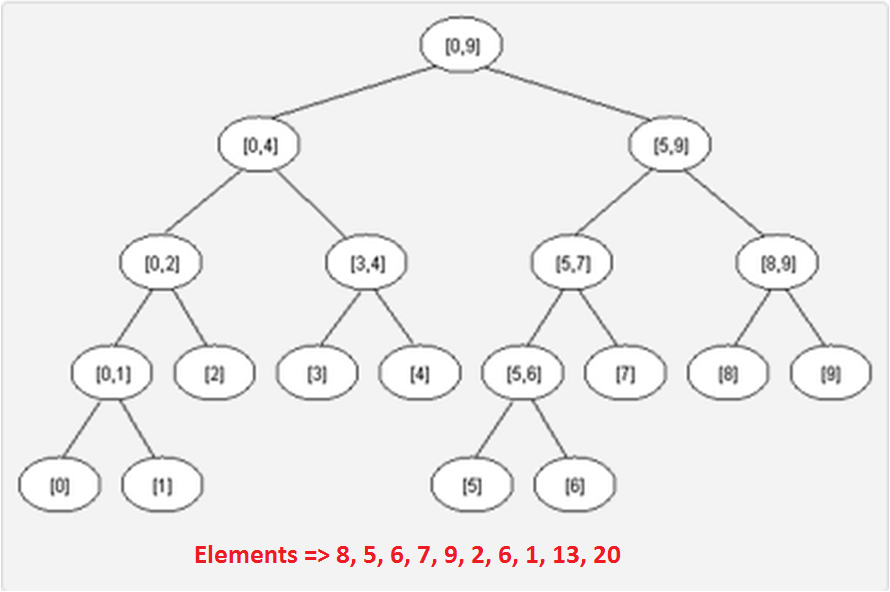 [0,9]
[0,4] [5,9]
[0,2] [3,4] [5,7] [8,9]
[0,1] [2] [3] [4] [5,6] [7] [8] [9]
[0] [1] [5] [6]
Elements => 8, 5, 6, 7, 9, 2, 6, 1, 13, 20